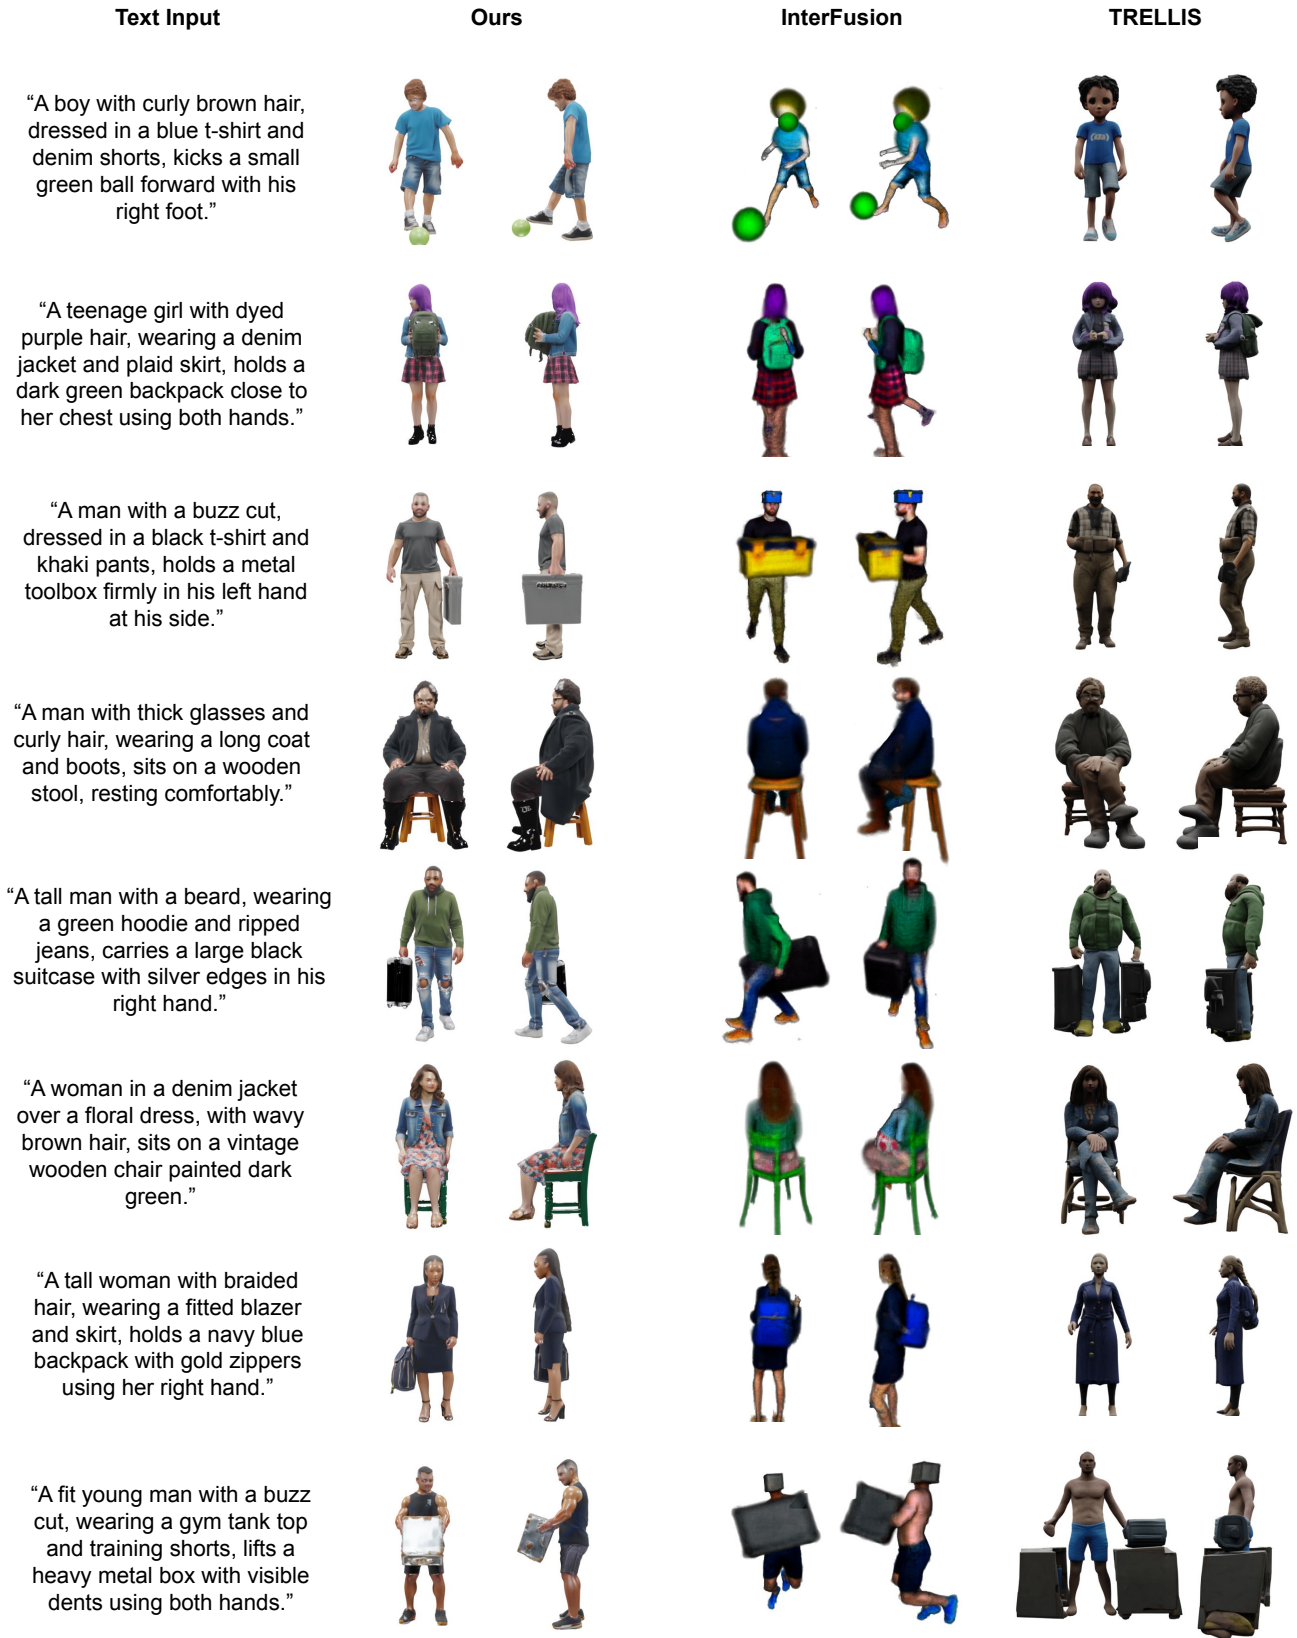 Text Input
Ours
InterFusion
TRELLIS
“A boy with curly brown hair,
dressed in a blue t-shirt and
denim shorts, kicks a small
green ball forward with his
right foot.”
“A teenage girl with dyed
purple hair, wearing a denim
jacket and plaid skirt, holds a
dark green backpack close to
her chest using both hands.”
“A man with a buzz cut,
dressed in a black t-shirt and
khaki pants, holds a metal
toolbox firmly in his left hand
at his side.”
“A man with thick glasses and
curly hair, wearing a long coat
and boots, sits on a wooden
stool, resting comfortably.”
“A tall man with a beard, wearing
a green hoodie and ripped
jeans, carries a large black
suitcase with silver edges in his
right hand.”
“A woman in a denim jacket
over a floral dress, with wavy
brown hair, sits on a vintage
wooden chair painted dark
green.”
“A tall woman with braided
hair, wearing a fitted blazer
and skirt, holds a navy blue
backpack with gold zippers
using her right hand.”
“A fit young man with a buzz
cut, wearing a gym tank top
and training shorts, lifts a
heavy metal box with visible
dents using both hands.”